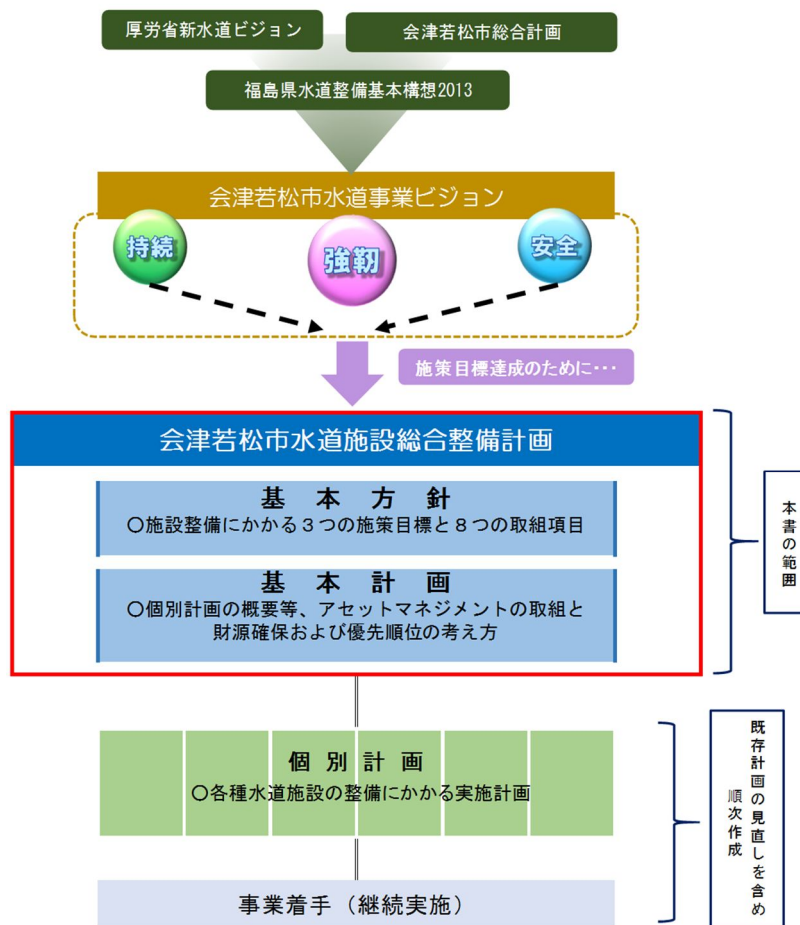 厚労省新水道ビジョン
会津若松市総合計画
福島県水道整備基本構想2013
会津若松市水道事業ビジョン
持続
強靭
安全
施策目標達成のために･･･
会津若松市水道施設総合整備計画
基本方針
○施設整備にかかる３つの施策目標と８つの取組項目
基本計画
○個別計画の概要等、アセットマネジメントの取組と
財源確保および優先順位の考え方
本書の範囲
個別計画
○各種水道施設の整備にかかる実施計画
既存計画の見直しを含め
順次作成
事業着手（継続実施）